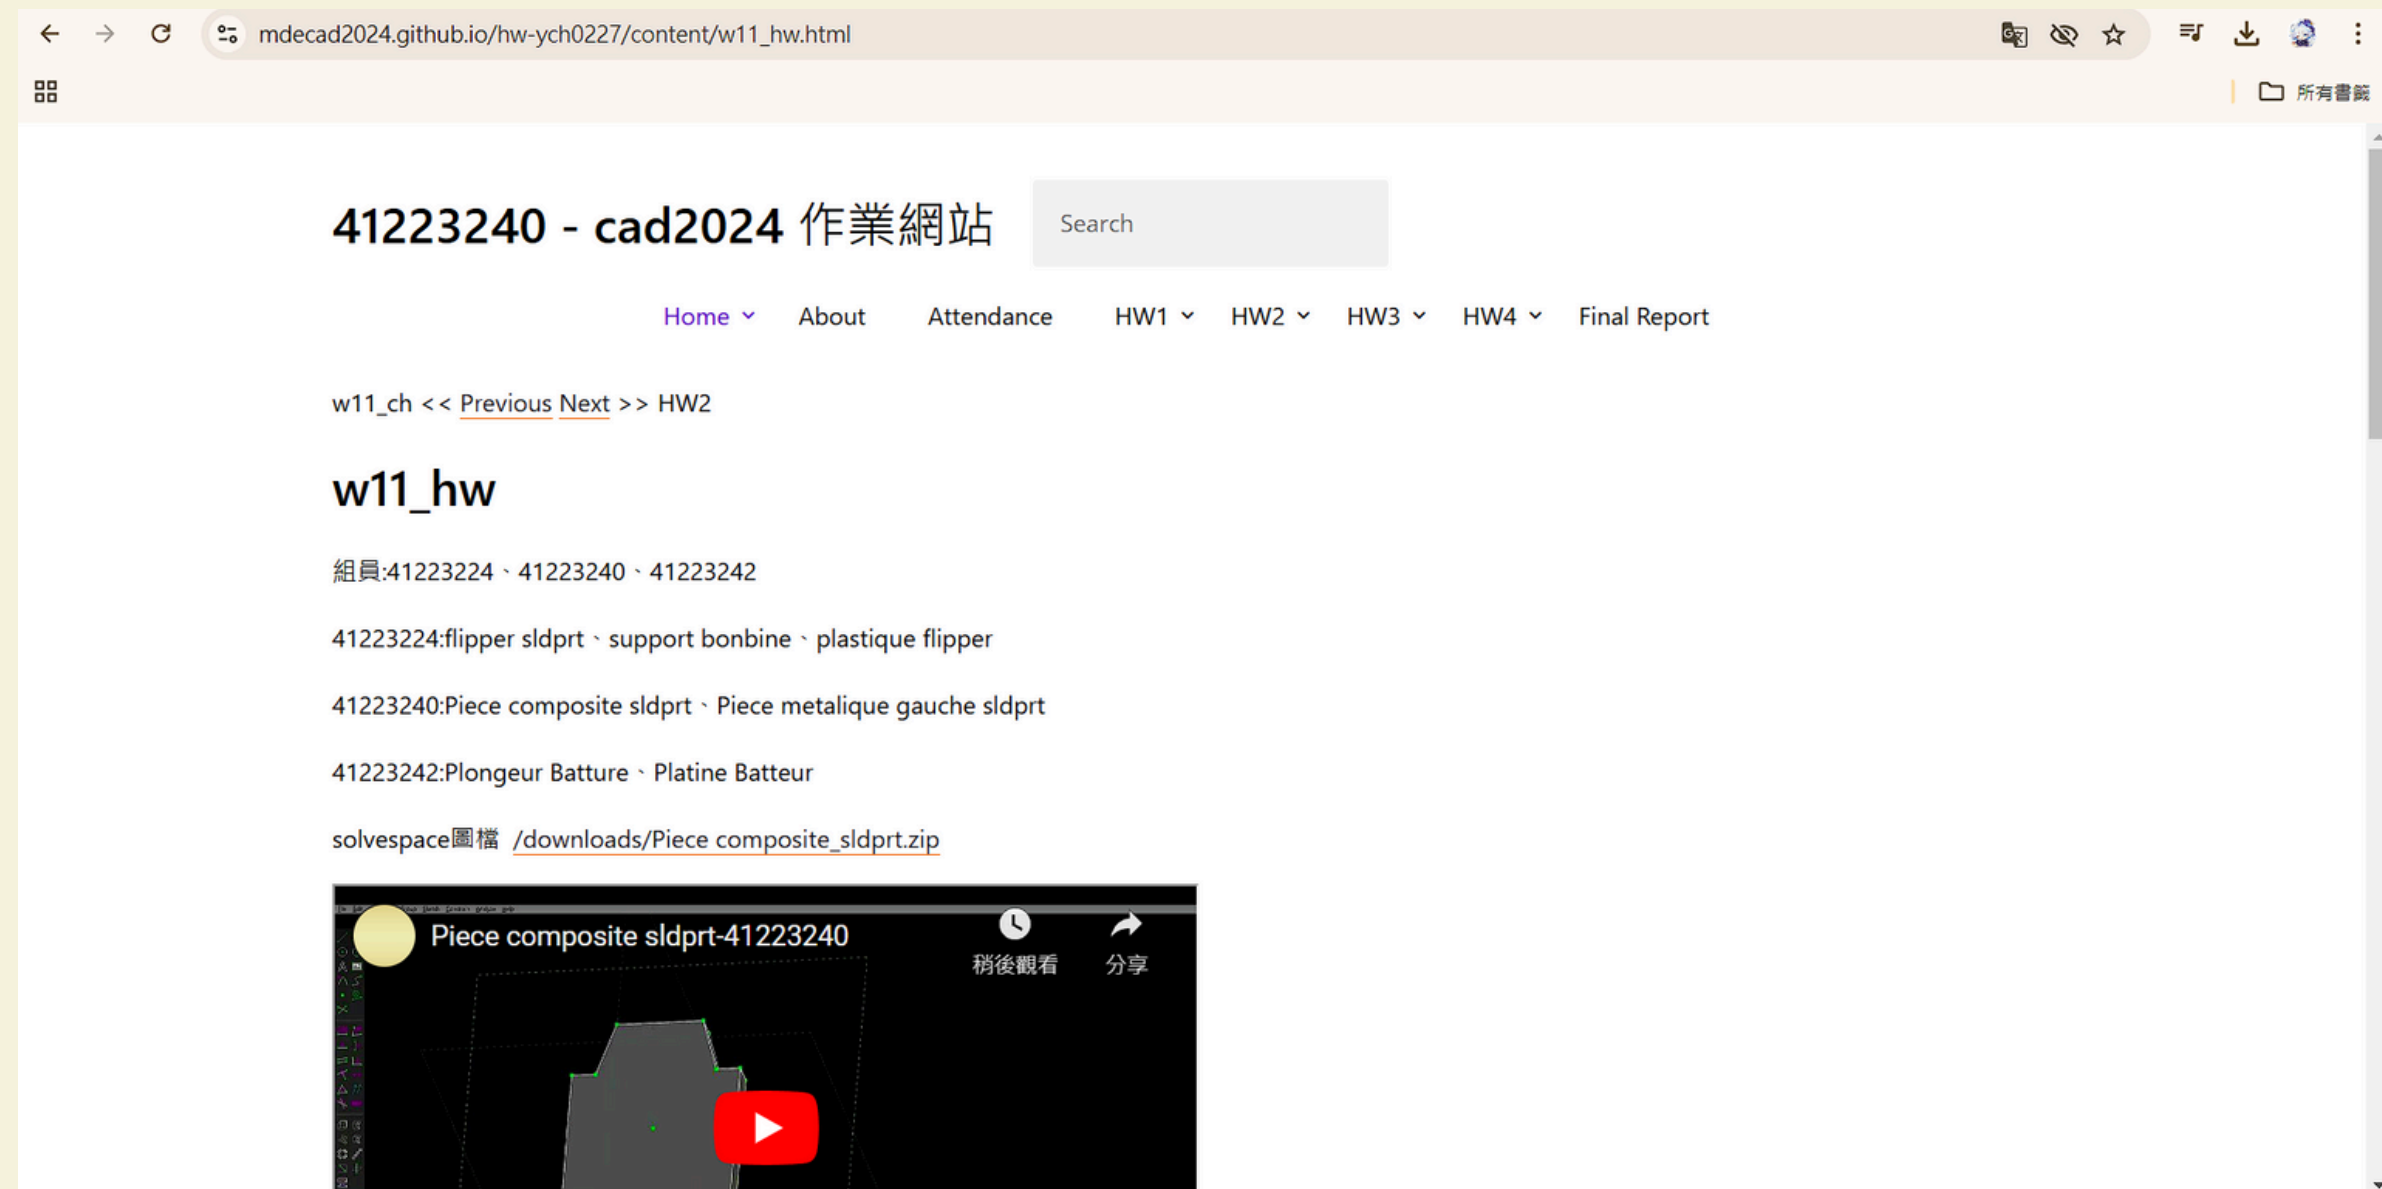 mdecad2024.github.io/hw-ych0227/content/w11_hw.html
所有書籤
41223240 - cad2024 作業網站
Search
Home About Attendance HW1 HW2 HW3 HW4 Final Report
w11_ch << Previous Next >> HW2
w11_hw
組員:41223224、41223240、41223242
41223224:flipper sldprt、support bonbine、plastique flipper
41223240:Piece composite sldprt、Piece metalique gauche sldprt
41223242:Plongeur Batture、Platine Batteur
solvespace圖檔 /downloads/Piece composite_sldprt.zip
Piece composite sldprt-41223240
稍後觀看 分享